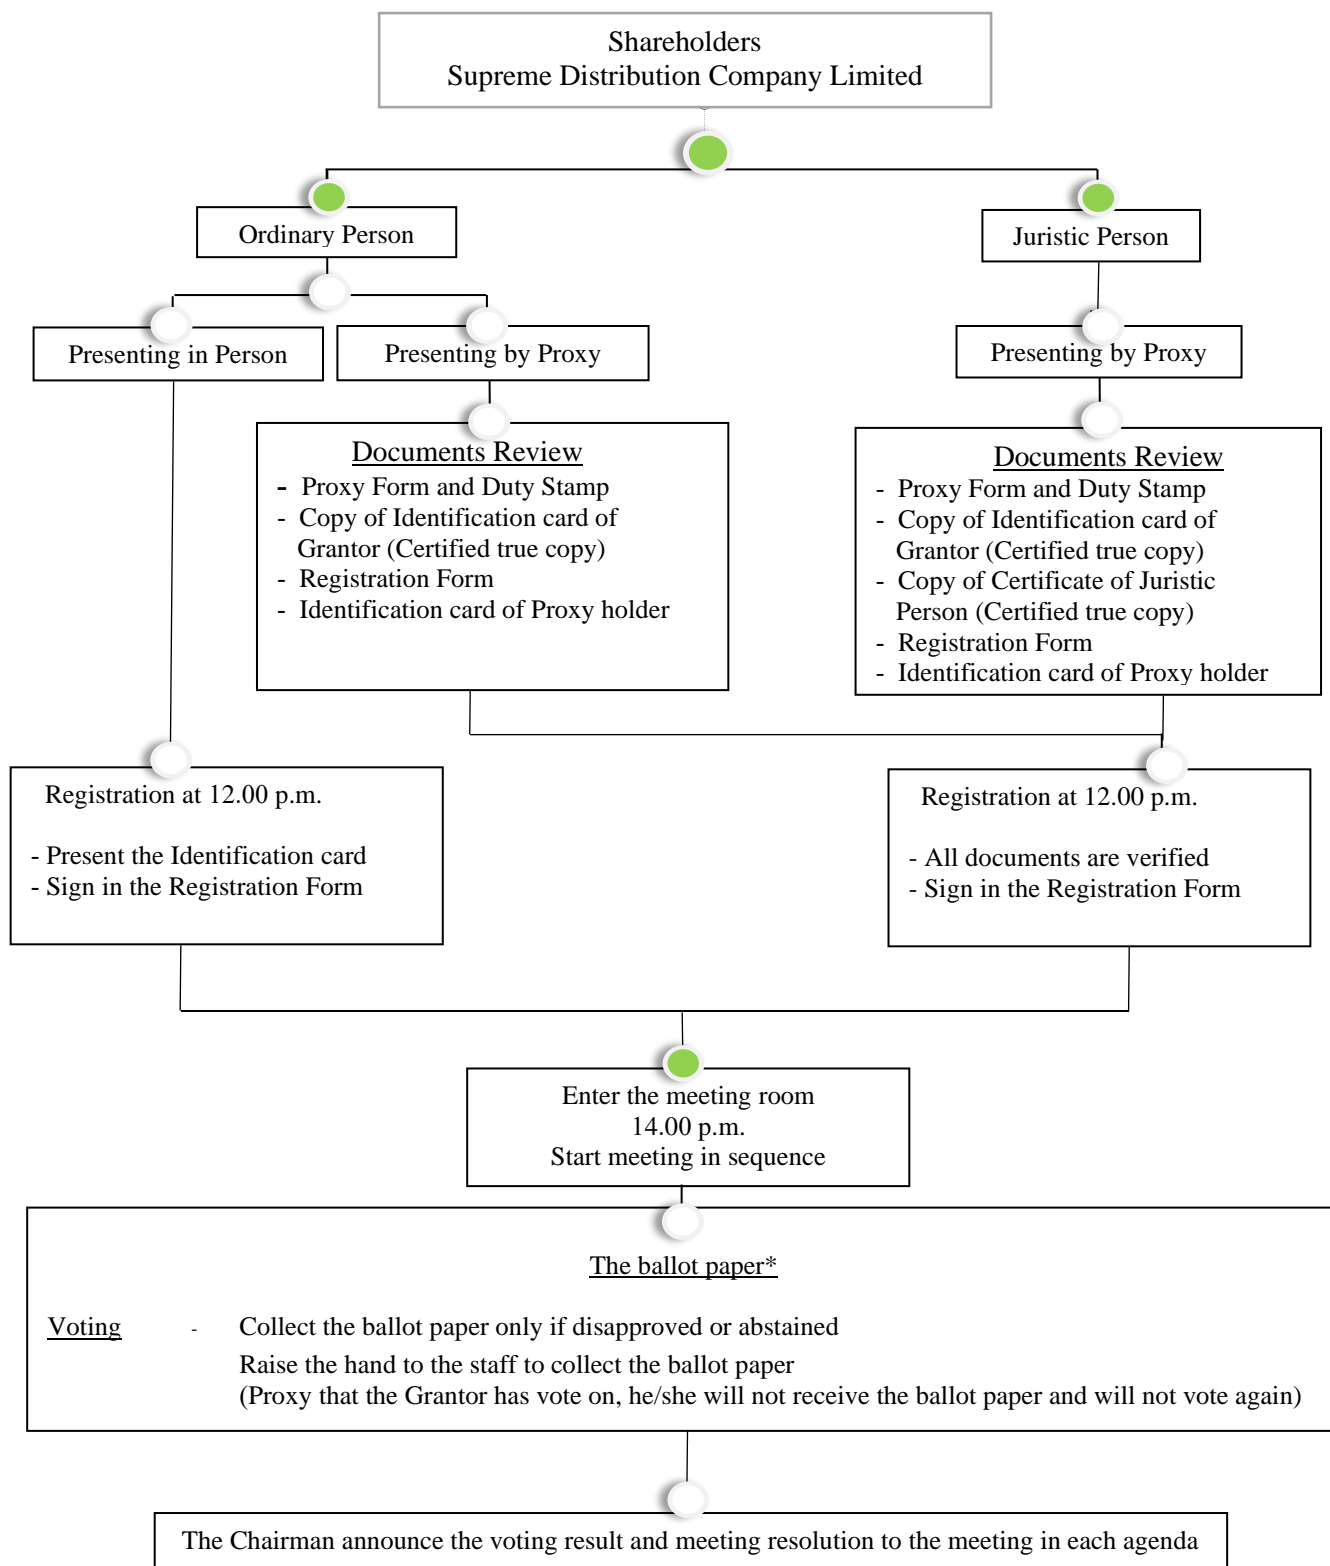 Shareholders
Supreme Distribution Company Limited
Ordinary Person
Juristic Person
Presenting in Person
Presenting by Proxy
Presenting by Proxy
Documents Review
- Proxy Form and Duty Stamp
- Copy of Identification card of
Grantor (Certified true copy)
- Registration Form
- Identification card of Proxy holder
Documents Review
- Proxy Form and Duty Stamp
- Copy of Identification card of
Grantor (Certified true copy)
- Copy of Certificate of Juristic
Person (Certified true copy)
- Registration Form
- Identification card of Proxy holder
Registration at 12.00 p.m.
- Present the Identification card
- Sign in the Registration Form
Registration at 12.00 p.m.
- All documents are verified
- Sign in the Registration Form
Enter the meeting room
14.00 p.m.
Start meeting in sequence
The ballot paper*
Voting - Collect the ballot paper only if disapproved or abstained
Raise the hand to the staff to collect the ballot paper
(Proxy that the Grantor has vote on, he/she will not receive the ballot paper and will not vote again)
The Chairman announce the voting result and meeting resolution to the meeting in each agenda